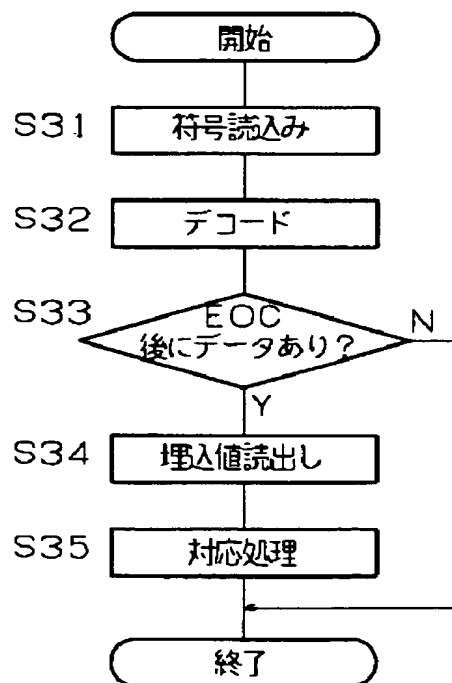 開始
S31 符号読込み
S32 デコード
S33 EOC
後にデータあり？ N
Y
S34 埋込値読出し
S35 対応処理
終了